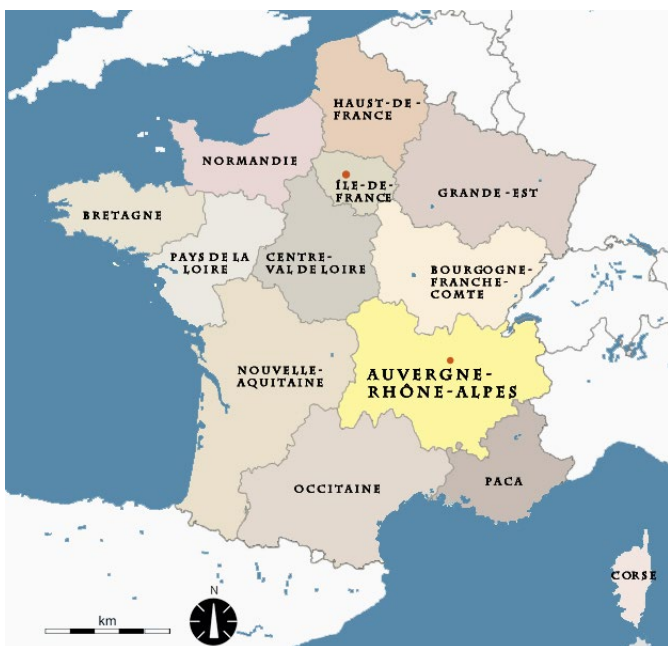 HAUST-DE-
FRANCE
NORMANDIE
ÎLE-DE-
FRANCE
GRANDE-EST
BRETAGNE
PAYS DE LA
LOIRE
CENTRE-
VAL DE LOIRE
BOURGOGNE-
FRANCHE-
COMTE
NOUVELLE-
AQUITAINE
AUVERGNE-
RHÔNE-ALPES
OCCITAINE
PACA
CORSE
km
N